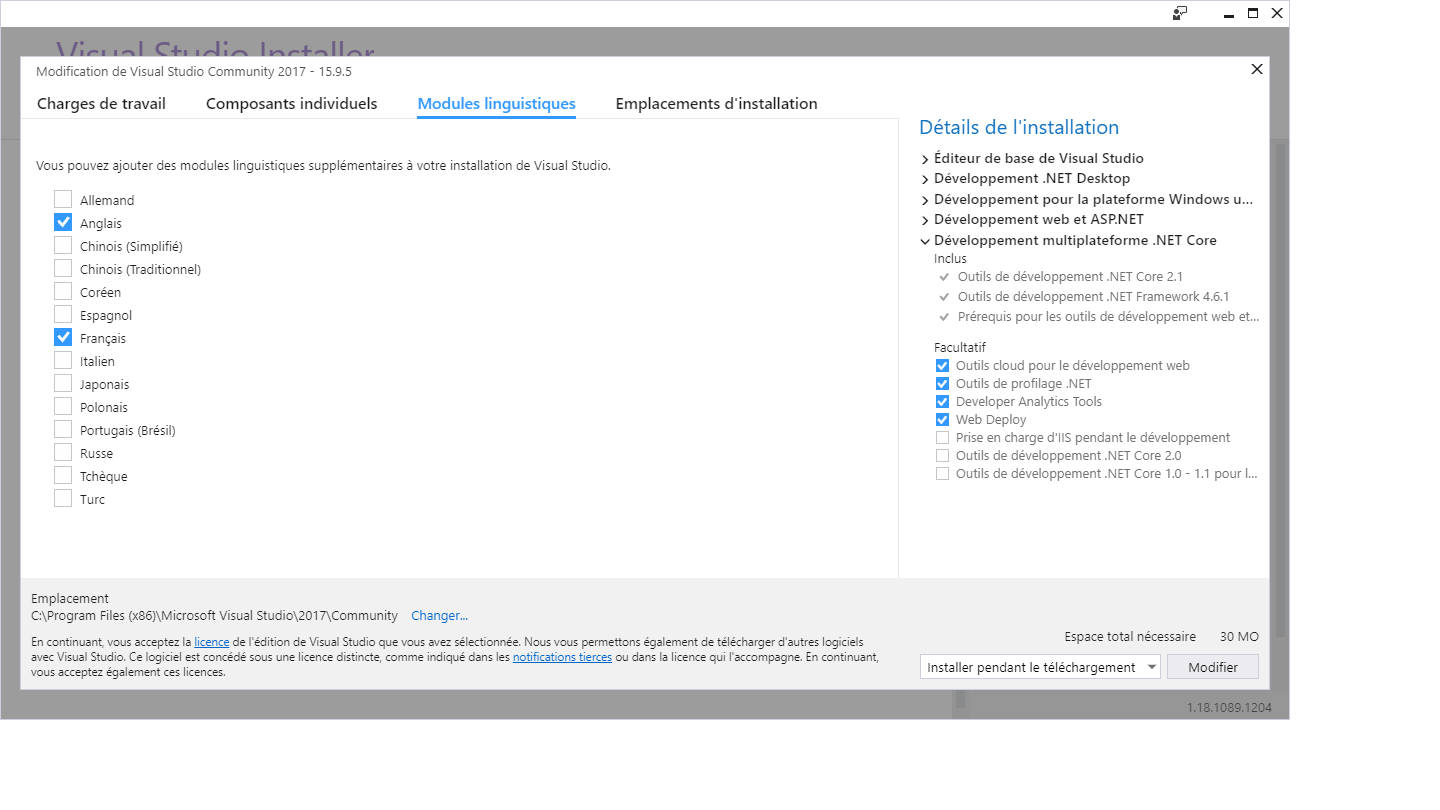 Visual Studio Installer
Modification de Visual Studio Community 2017 - 15.9.5
Charges de travail
Composants individuels
Modules linguistiques
Emplacements d'installation
Vous pouvez ajouter des modules linguistiques supplémentaires à votre installation de Visual Studio.
Allemand
Anglais
Chinois (Simplifié)
Chinois (Traditionnel)
Coréen
Espagnol
Français
Italien
Japonais
Polonais
Portugais (Brésil)
Russe
Tchèque
Turc
Détails de l'installation
Éditeur de base de Visual Studio
Développement .NET Desktop
Développement pour la plateforme Windows u...
Développement web et ASP.NET
Développement multiplateforme .NET Core
Inclus
Outils de développement .NET Core 2.1
Outils de développement .NET Framework 4.6.1
Prérequis pour les outils de développement web et...
Facultatif
Outils cloud pour le développement web
Outils de profilage .NET
Developer Analytics Tools
Web Deploy
Prise en charge d'IIS pendant le développement
Outils de développement .NET Core 2.0
Outils de développement .NET Core 1.0 - 1.1 pour l...
Emplacement
C:\Program Files (x86)\Microsoft Visual Studio\2017\Community Changer...
En continuant, vous acceptez la licence de l'édition de Visual Studio que vous avez sélectionnée. Nous vous permettons également de télécharger d'autres logiciels
avec Visual Studio. Ce logiciel est concédé sous une licence distincte, comme indiqué dans les notifications tierces ou dans la licence qui l'accompagne. En continuant,
vous acceptez également ces licences.
Espace total nécessaire 30 MO
Installer pendant le téléchargement
Modifier
1.18.1089.1204